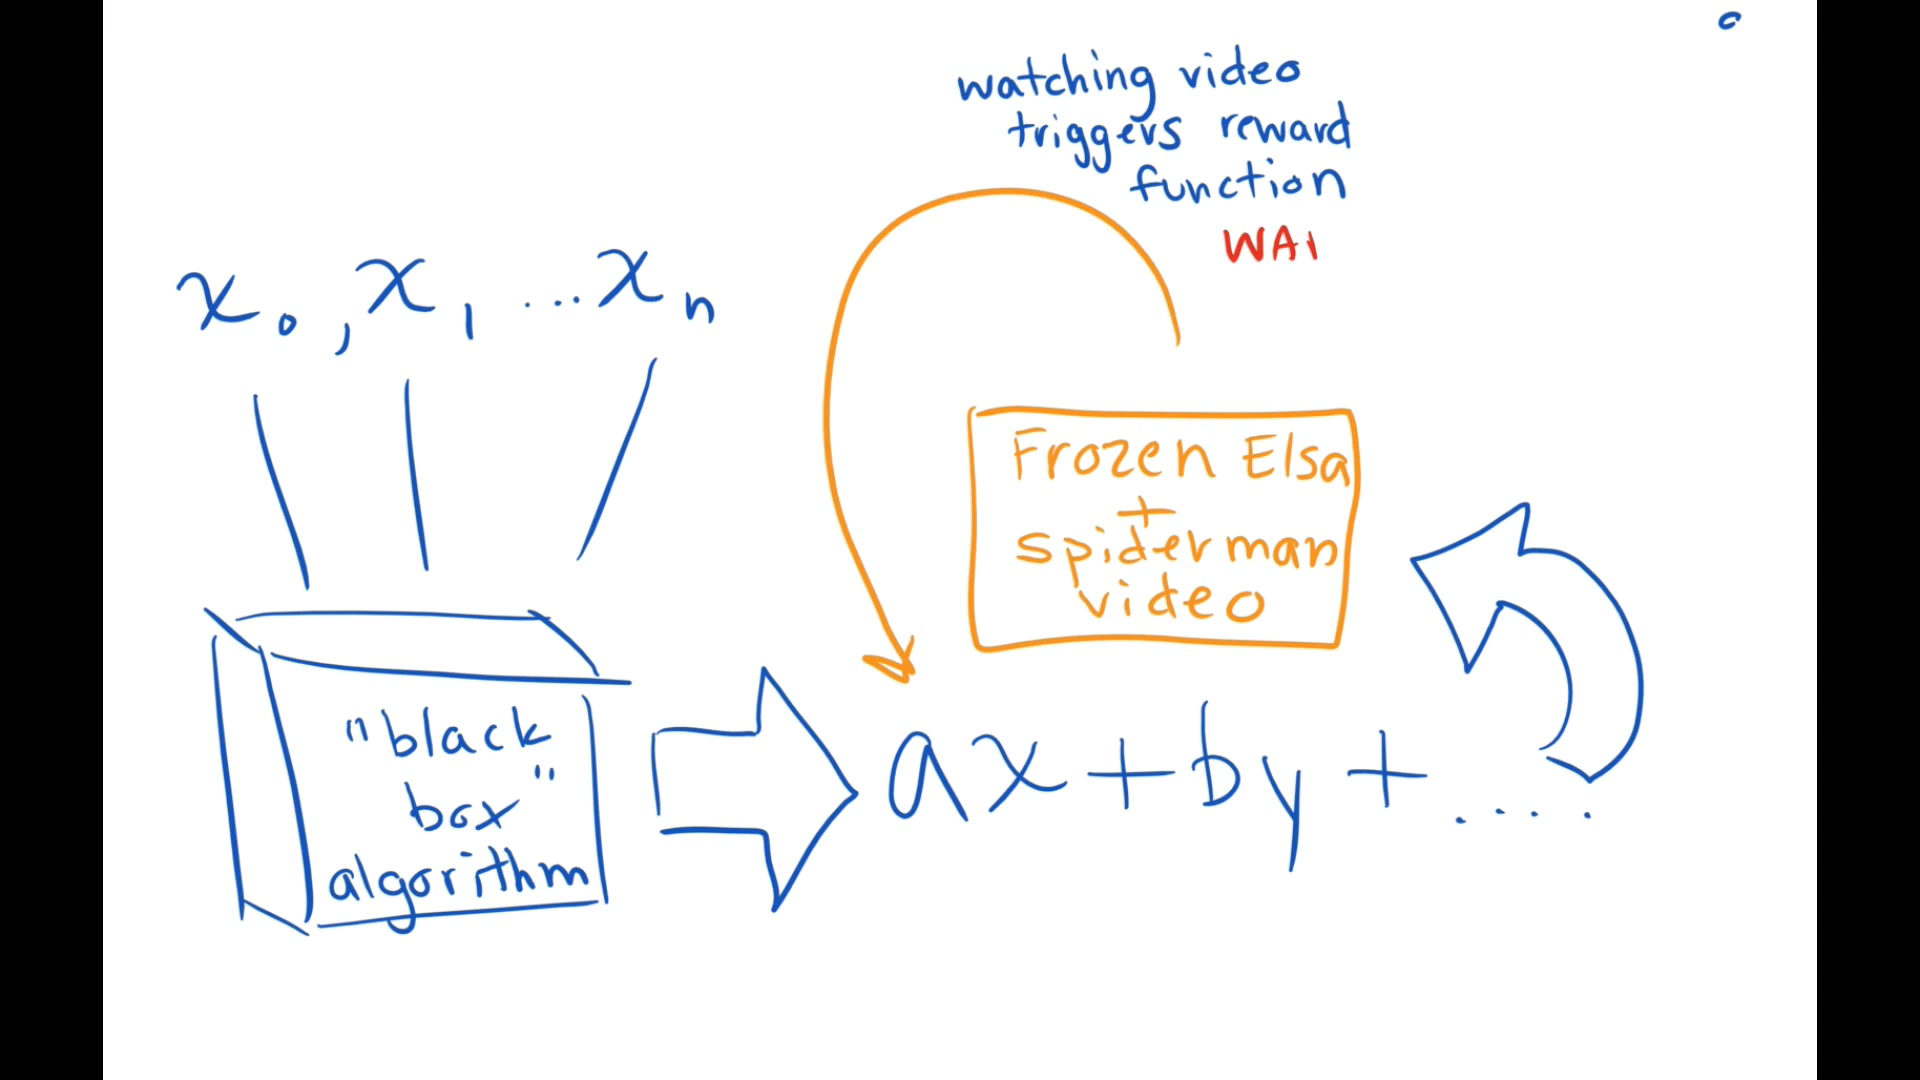 watching video
triggers reward
function
WAI
x₀, x₁ ... xₙ
Frozen Elsa
+
spiderman
video
"black
box"
algorithm
ax + by + ....